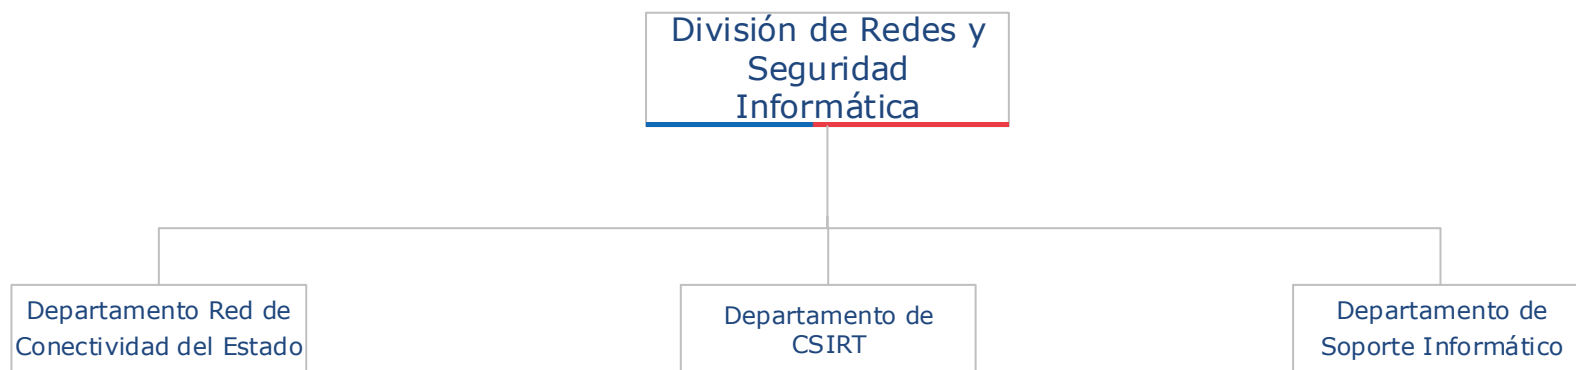 División de Redes y
Seguridad
Informática
Departamento Red de
Conectividad del Estado
Departamento de
CSIRT
Departamento de
Soporte Informático